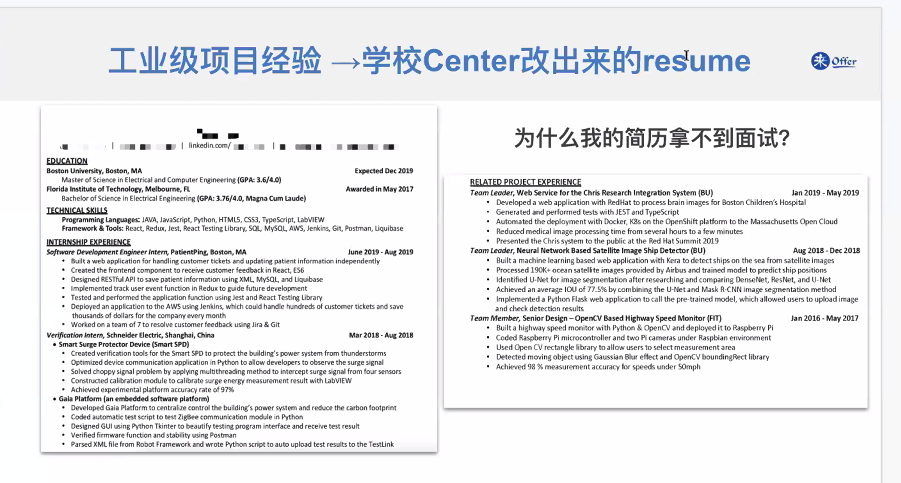 工业级项目经验 →学校Center改出来的resume
来 Offer
为什么我的简历拿不到面试?
| linkedin.com/ |
EDUCATION
Boston University, Boston, MA Expected Dec 2019
Master of Science in Electrical and Computer Engineering (GPA: 3.6/4.0)
Florida Institute of Technology, Melbourne, FL Awarded in May 2017
Bachelor of Science in Electrical Engineering (GPA: 3.76/4.0, Magna Cum Laude)
TECHNICAL SKILLS
Programming Languages: JAVA, JavaScript, Python, HTML5, CSS3, TypeScript, LabVIEW
Framework & Tools: React, Redux, Jest, React Testing Library, SQL, MySQL, AWS, Jenkins, Git, Postman, Liquibase
INTERNSHIP EXPERIENCE
Software Development Engineer Intern, PatientPing, Boston, MA June 2019 - Aug 2019
• Built a web application for handling customer tickets and updating patient information independently
• Created the frontend component to receive customer feedback in React, ES6
• Designed RESTful API to save patient information using XML, MySQL, and Liquibase
• Implemented track user event function in Redux to guide future development
• Tested and performed the application function using Jest and React Testing Library
• Deployed an application to the AWS using Jenkins, which could handle hundreds of customer tickets and save
thousands of dollars for the company every month
• Worked on a team of 7 to resolve customer feedback using Jira & Git
Verification Intern, Schneider Electric, Shanghai, China Mar 2018 - Aug 2018
• Smart Surge Protector Device (Smart SPD)
• Created verification tools for the Smart SPD to protect the building's power system from thunderstorms
• Optimized device communication application in Python to allow developers to observe the surge signal
• Solved choppy signal problem by applying multithreading method to intercept surge signal from four sensors
• Constructed calibration module to calibrate surge energy measurement result with LabVIEW
• Achieved experimental platform accuracy rate of 97%
• Gaia Platform (an embedded software platform)
• Developed Gaia Platform to centralize control the building's power system and reduce the carbon footprint
• Coded automatic test script to test ZigBee communication module in Python
• Designed GUI using Python Tkinter to beautify testing program interface and receive test result
• Verified firmware function and stability using Postman
• Parsed XML file from Robot Framework and wrote Python script to auto upload test results to the TestLink
RELATED PROJECT EXPERIENCE
Team Leader, Web Service for the Chris Research Integration System (BU) Jan 2019 - May 2019
• Developed a web application with RedHat to process brain images for Boston Children's Hospital
• Generated and performed tests with JEST and TypeScript
• Automated the deployment with Docker, K8s on the OpenShift platform to the Massachusetts Open Cloud
• Reduced medical image processing time from several hours to a few minutes
• Presented the Chris system to the public at the Red Hat Summit 2019
Team Leader, Neural Network Based Satellite Image Ship Detector (BU) Aug 2018 - Dec 2018
• Built a machine learning based web application with Kera to detect ships on the sea from satellite images
• Processed 190K+ ocean satellite images provided by Airbus and trained model to predict ship positions
• Identified U-Net for image segmentation after researching and comparing DenseNet, ResNet, and U-Net
• Achieved an average IOU of 77.5% by combining the U-Net and Mask R-CNN image segmentation method
• Implemented a Python Flask web application to call the pre-trained model, which allowed users to upload image
and check detection results
Team Member, Senior Design – OpenCV Based Highway Speed Monitor (FIT) Jan 2016 - May 2017
• Built a highway speed monitor with Python & OpenCV and deployed it to Raspberry Pi
• Coded Raspberry Pi microcontroller and two Pi cameras under Raspbian environment
• Used Open CV rectangle library to allow users to select measurement area
• Detected moving object using Gaussian Blur effect and OpenCV boundingRect library
• Achieved 98 % measurement accuracy for speeds under 50mph